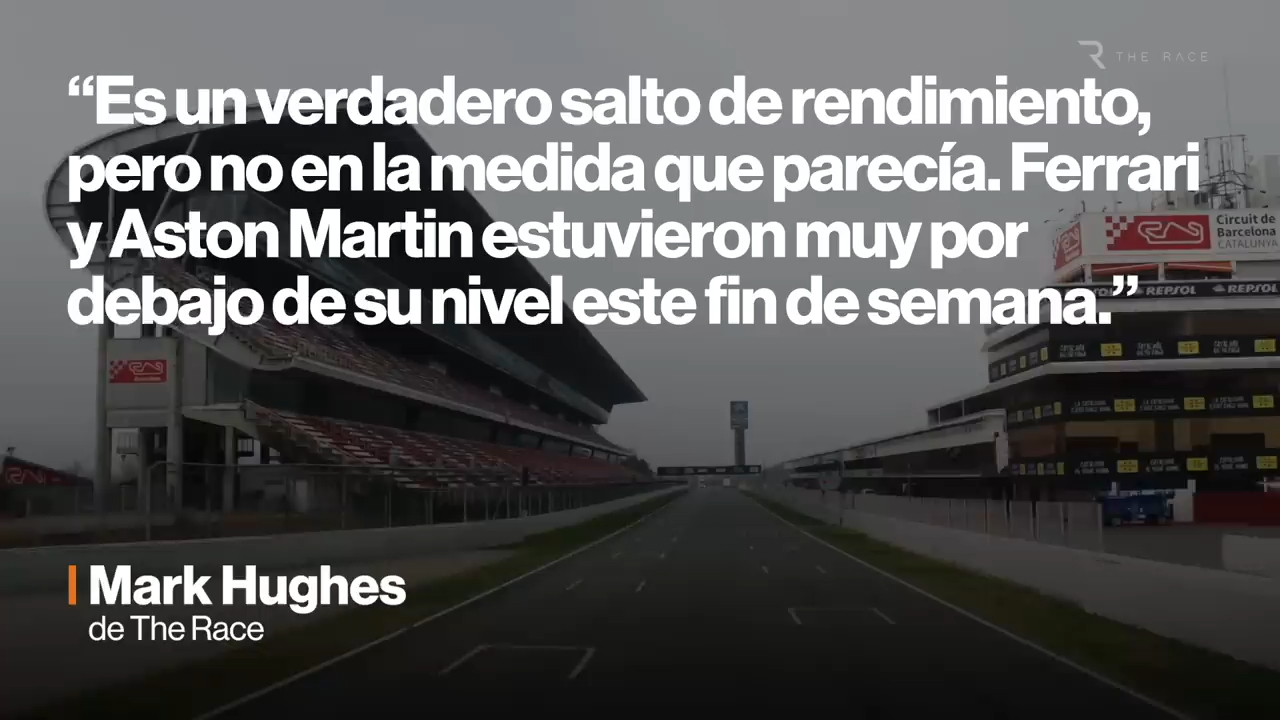 THE RACE
“Es un verdadero salto de rendimiento,
pero no en la medida que parecía. Ferrari
y Aston Martin estuvieron muy por
debajo de su nivel este fin de semana.”
Circuit de
Barcelona
CATALUNYA
REPSOL REPSOL
Mark Hughes
de The Race